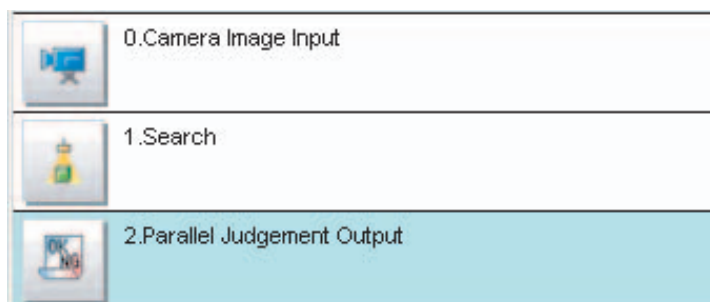 0.Camera Image Input
1.Search
OK
NG
2.Parallel Judgement Output